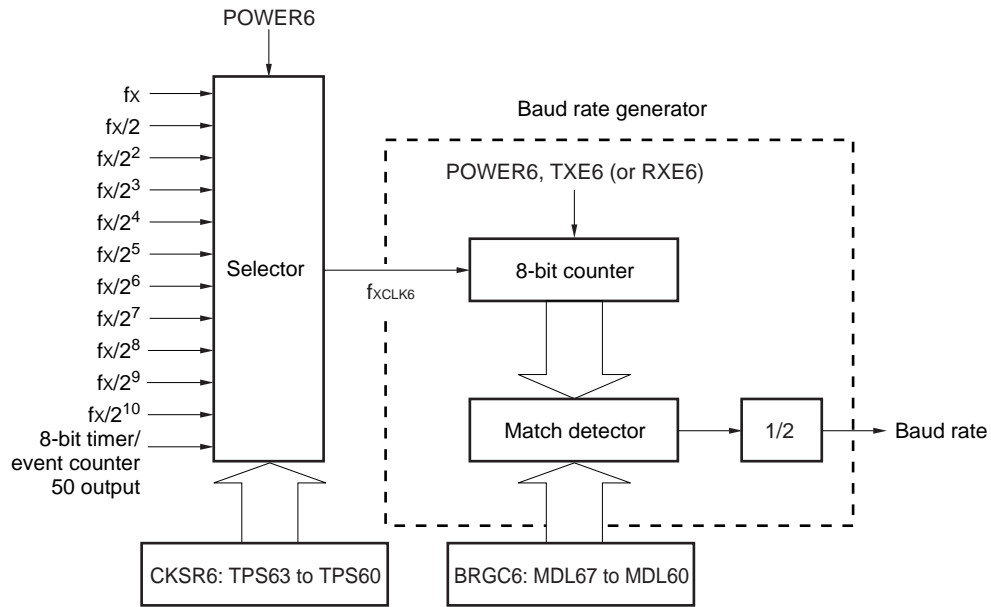 POWER6
fX
fX/2
fX/2²
fX/2³
fX/2⁴
fX/2⁵
fX/2⁶
fX/2⁷
fX/2⁸
fX/2⁹
fX/2¹⁰
8-bit timer/
event counter
50 output
Selector
fXCLK6
Baud rate generator
POWER6, TXE6 (or RXE6)
8-bit counter
Match detector
1/2
Baud rate
CKSR6: TPS63 to TPS60
BRGC6: MDL67 to MDL60